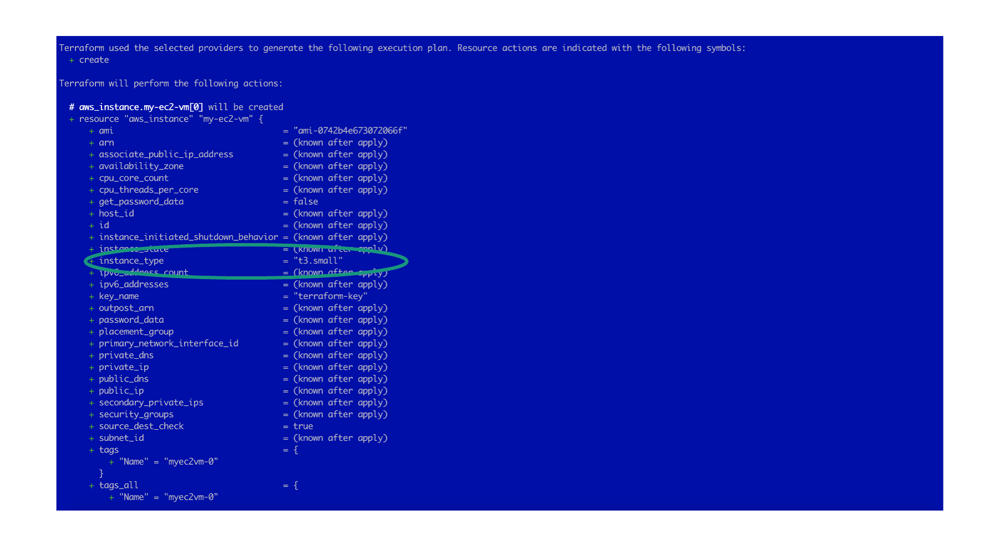 Terraform used the selected providers to generate the following execution plan. Resource actions are indicated with the following symbols:
+ create
Terraform will perform the following actions:
# aws_instance.my-ec2-vm[0] will be created
+ resource "aws_instance" "my-ec2-vm" {
+ ami = "ami-0742b4e673072066f"
+ arn = (known after apply)
+ associate_public_ip_address = (known after apply)
+ availability_zone = (known after apply)
+ cpu_core_count = (known after apply)
+ cpu_threads_per_core = (known after apply)
+ get_password_data = false
+ host_id = (known after apply)
+ id = (known after apply)
+ instance_initiated_shutdown_behavior = (known after apply)
+ instance_state = (known after apply)
+ instance_type = "t3.small"
+ ipv6_address_count = (known after apply)
+ ipv6_addresses = (known after apply)
+ key_name = "terraform-key"
+ outpost_arn = (known after apply)
+ password_data = (known after apply)
+ placement_group = (known after apply)
+ primary_network_interface_id = (known after apply)
+ private_dns = (known after apply)
+ private_ip = (known after apply)
+ public_dns = (known after apply)
+ public_ip = (known after apply)
+ secondary_private_ips = (known after apply)
+ security_groups = (known after apply)
+ source_dest_check = true
+ subnet_id = (known after apply)
+ tags = {
+ "Name" = "myec2vm-0"
}
+ tags_all = {
+ "Name" = "myec2vm-0"